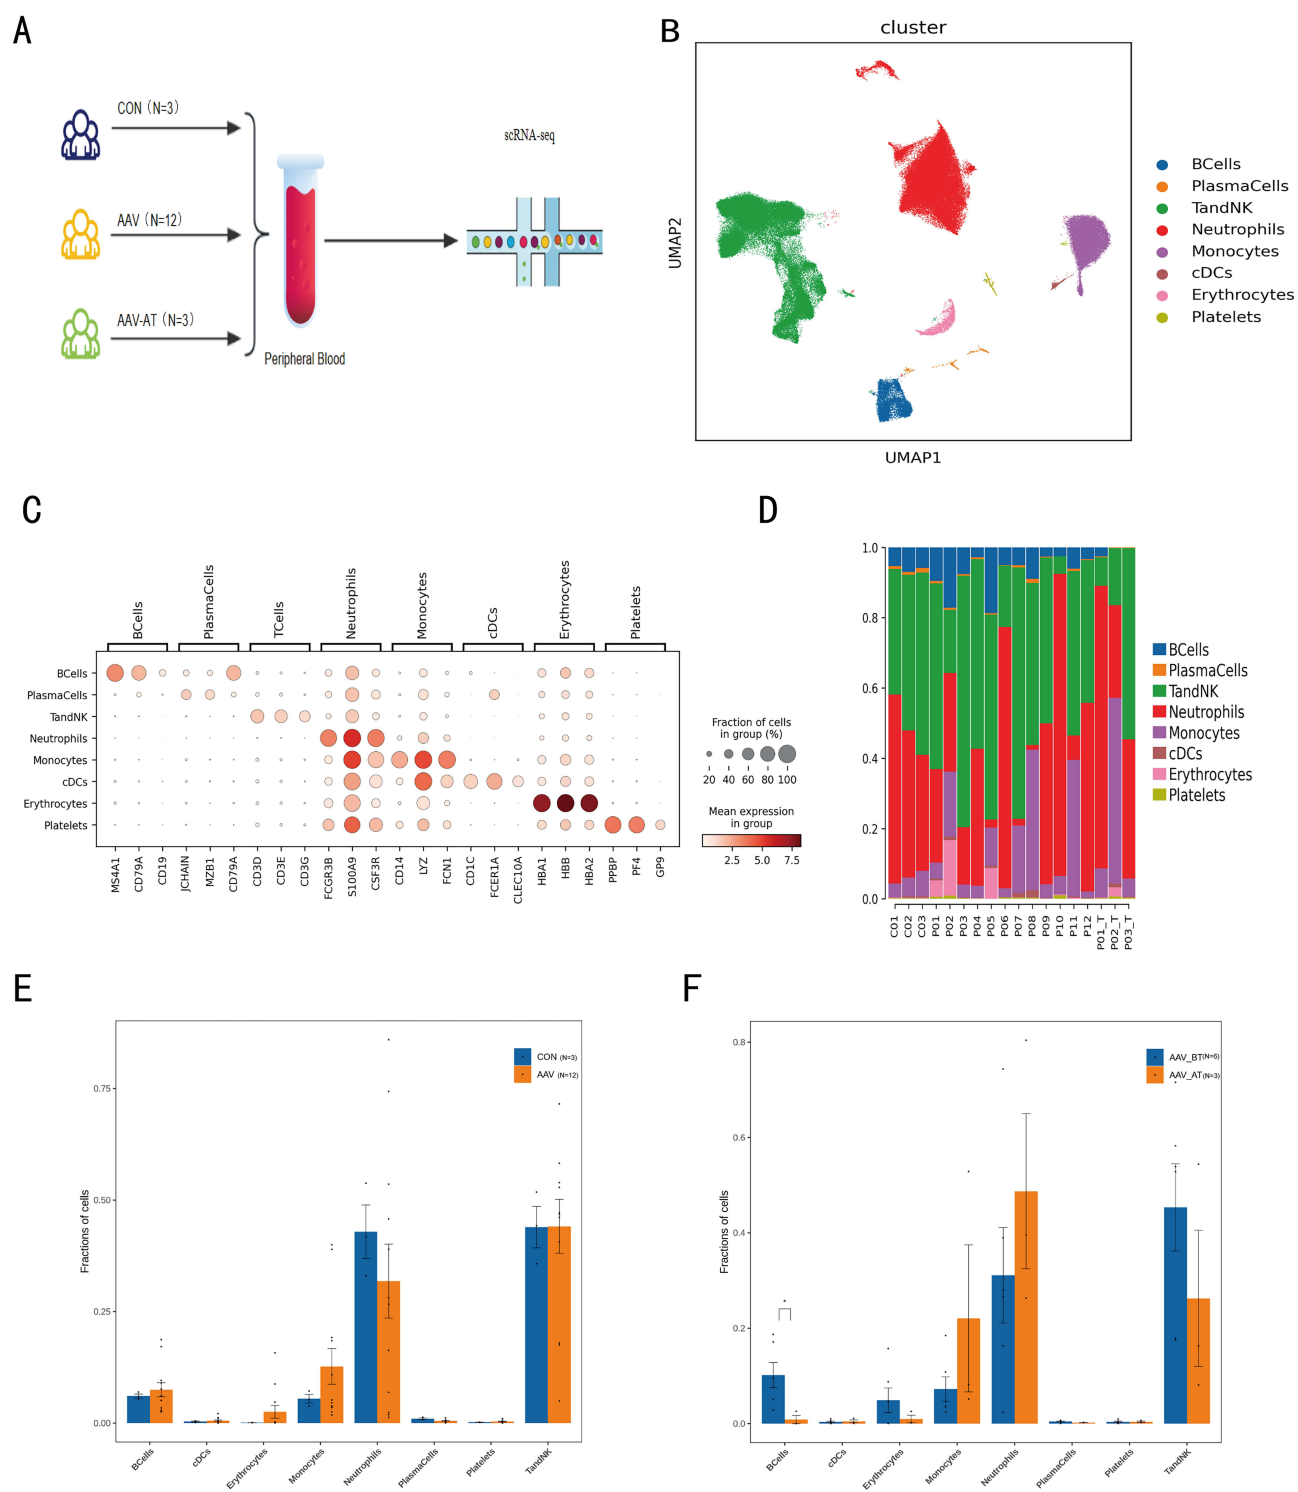 A
CON (N=3)
AAV (N=12)
AAV-AT (N=3)
Peripheral Blood
scRNA-seq
B
cluster
UMAP2
UMAP1
BCells
PlasmaCells
TandNK
Neutrophils
Monocytes
cDCs
Erythrocytes
Platelets
C
BCells
PlasmaCells
TCells
Neutrophils
Monocytes
cDCs
Erythrocytes
Platelets
BCells
PlasmaCells
TandNK
Neutrophils
Monocytes
cDCs
Erythrocytes
Platelets
MS4A1
CD79A
CD19
JCHAIN
MZB1
CD79A
CD3D
CD3E
CD3G
FCGR3B
S100A9
CSF3R
CD14
LYZ
FCN1
CD1C
FCER1A
CLEC10A
HBA1
HBB
HBA2
PPBP
PF4
GP9
Fraction of cells
in group (%)
20 40 60 80 100
Mean expression
in group
2.5 5.0 7.5
D
1.0
0.8
0.6
0.4
0.2
0.0
C01
C02
C03
P01
P02
P03
P04
P05
P06
P07
P08
P09
P10
P11
P12
P01_T
P02_T
P03_T
BCells
PlasmaCells
TandNK
Neutrophils
Monocytes
cDCs
Erythrocytes
Platelets
E
Fractions of cells
0.75
0.50
0.25
0.00
CON (N=3)
AAV (N=12)
BCells
cDCs
Erythrocytes
Monocytes
Neutrophils
PlasmaCells
Platelets
TandNK
F
Fractions of cells
0.8
0.6
0.4
0.2
0.0
AAV_BT(N=6)
AAV_AT(N=3)
BCells
cDCs
Erythrocytes
Monocytes
Neutrophils
PlasmaCells
Platelets
TandNK